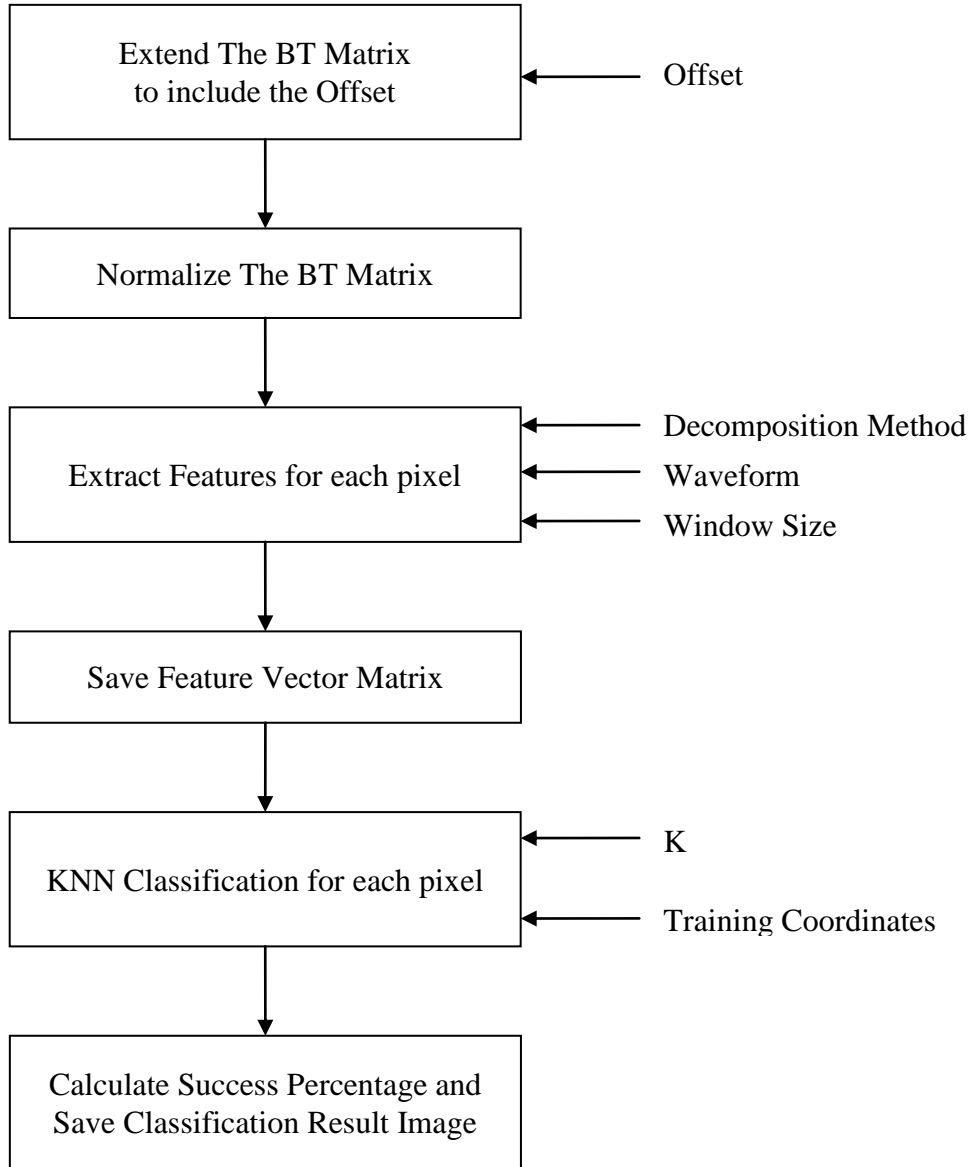 Extend The BT Matrix
to include the Offset
Offset
Normalize The BT Matrix
Extract Features for each pixel
Decomposition Method
Waveform
Window Size
Save Feature Vector Matrix
KNN Classification for each pixel
K
Training Coordinates
Calculate Success Percentage and
Save Classification Result Image